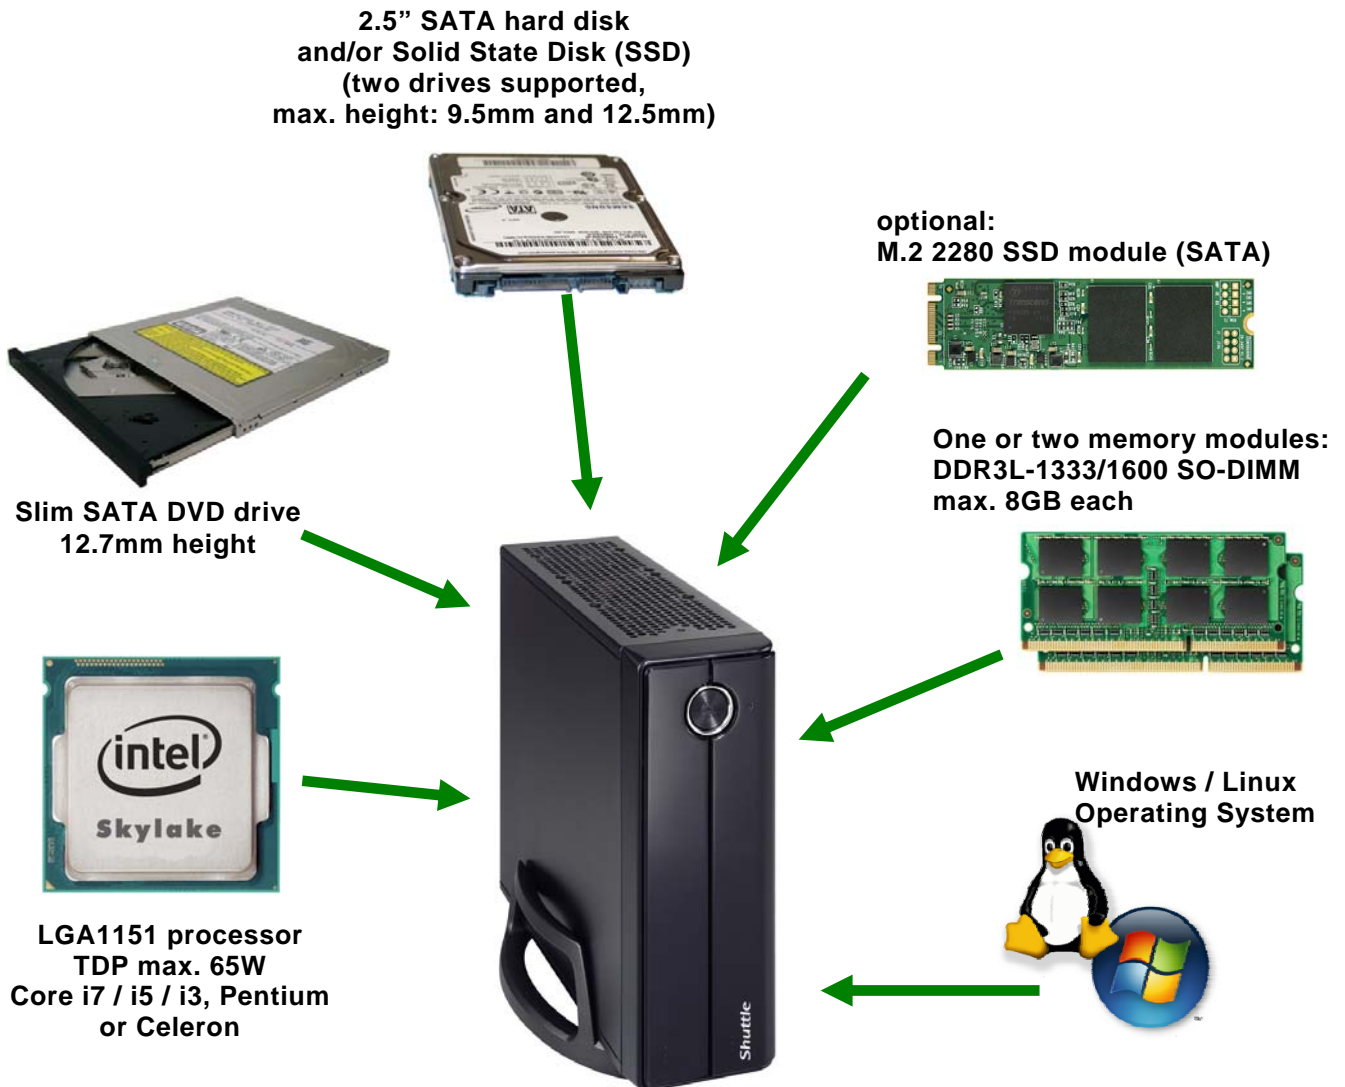 2.5” SATA hard disk
and/or Solid State Disk (SSD)
(two drives supported,
max. height: 9.5mm and 12.5mm)
SATA
SAMSUNG
optional:
M.2 2280 SSD module (SATA)
Transcend
One or two memory modules:
DDR3L-1333/1600 SO-DIMM
max. 8GB each
Slim SATA DVD drive
12.7mm height
intel
Skylake
LGA1151 processor
TDP max. 65W
Core i7 / i5 / i3, Pentium
or Celeron
Windows / Linux
Operating System
Shuttle